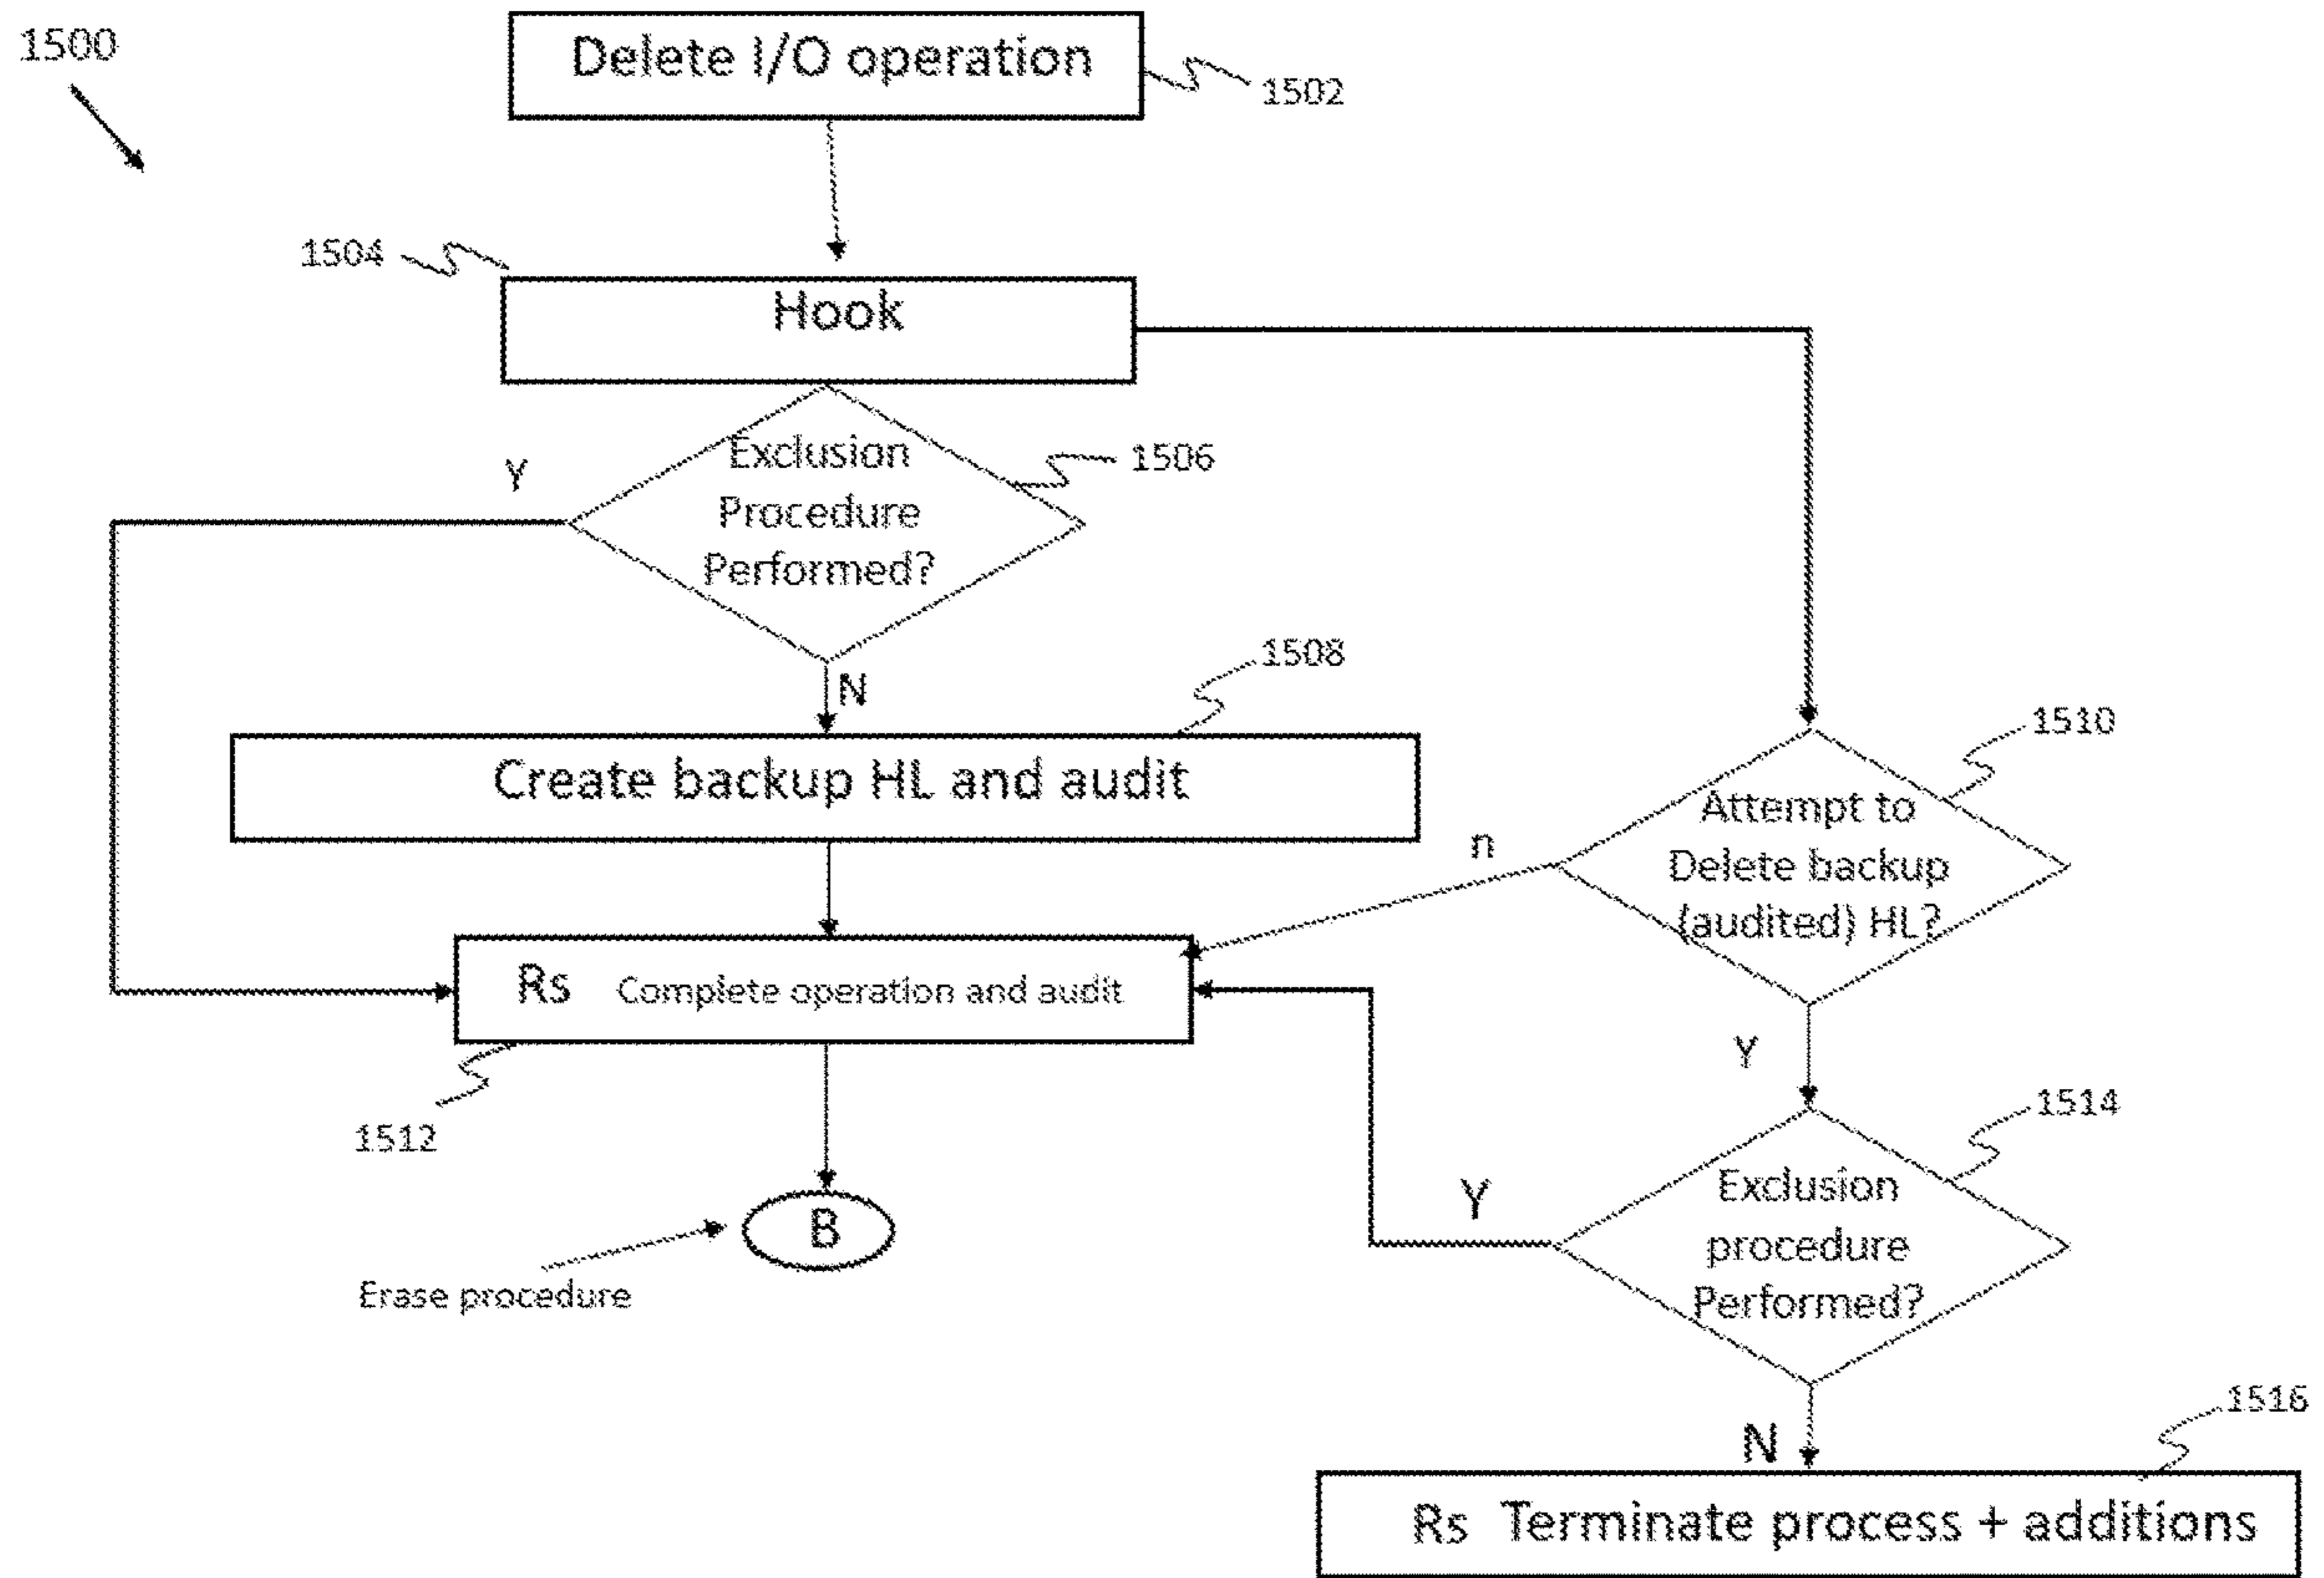 1500
Delete I/O operation
1502
1504
Hook
Exclusion
Procedure
Performed?
1506
Y
N
1508
Create backup HL and audit
1510
Attempt to
Delete backup
(audited) HL?
n
Rs Complete operation and audit
1512
Y
1514
Exclusion
procedure
Performed?
Y
B
Erase procedure
N
1516
Rs Terminate process + additions